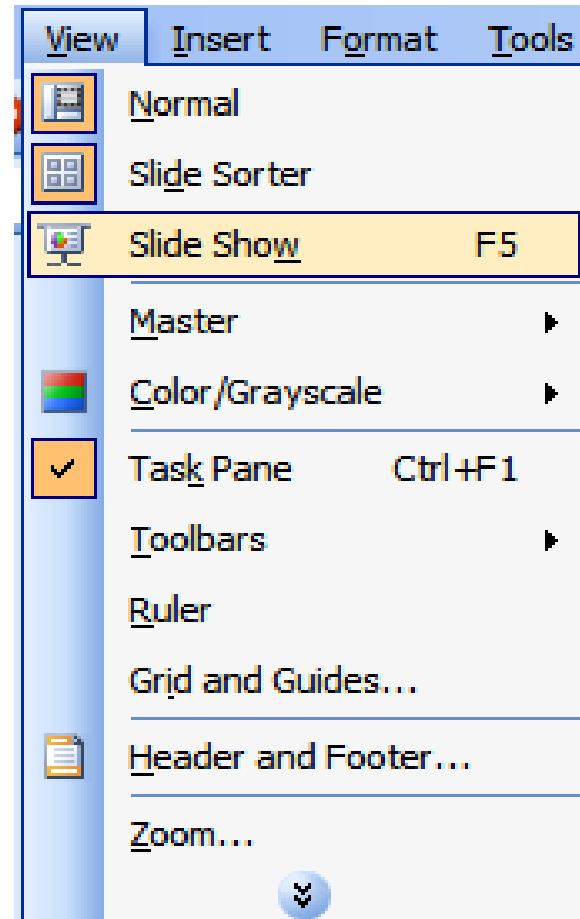 View Insert Format Tools
Normal
Slide Sorter
Slide Show F5
Master
Color/Grayscale
Task Pane Ctrl+F1
Toolbars
Ruler
Grid and Guides...
Header and Footer...
Zoom...